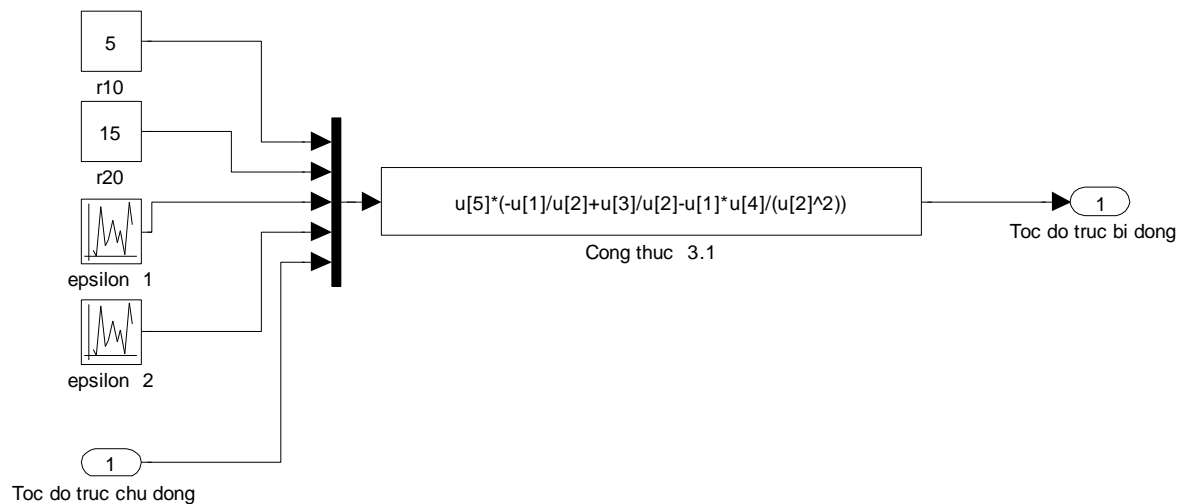 5
r10
15
r20
epsilon 1
epsilon 2
1
Toc do truc chu dong
u[5]*(-u[1]/u[2]+u[3]/u[2]-u[1]*u[4]/(u[2]^2))
Cong thuc 3.1
1
Toc do truc bi dong